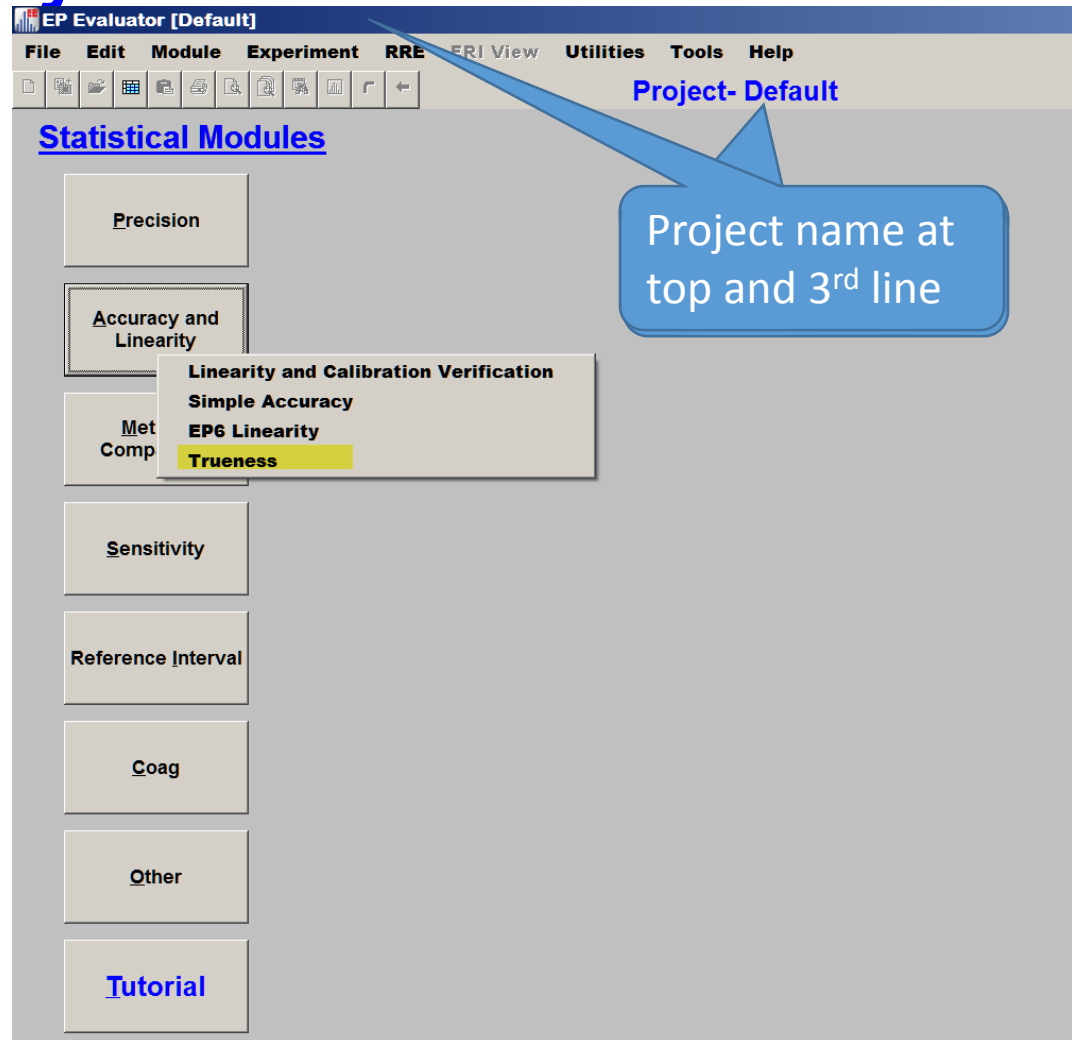 EP Evaluator [Default]
File Edit Module Experiment RRE ERI View Utilities Tools Help
Project- Default
Statistical Modules
Precision
Project name at
top and 3rd line
Accuracy and
Linearity
Linearity and Calibration Verification
Simple Accuracy
EP6 Linearity
Trueness
Met
Comp
Sensitivity
Reference Interval
Coag
Other
Tutorial